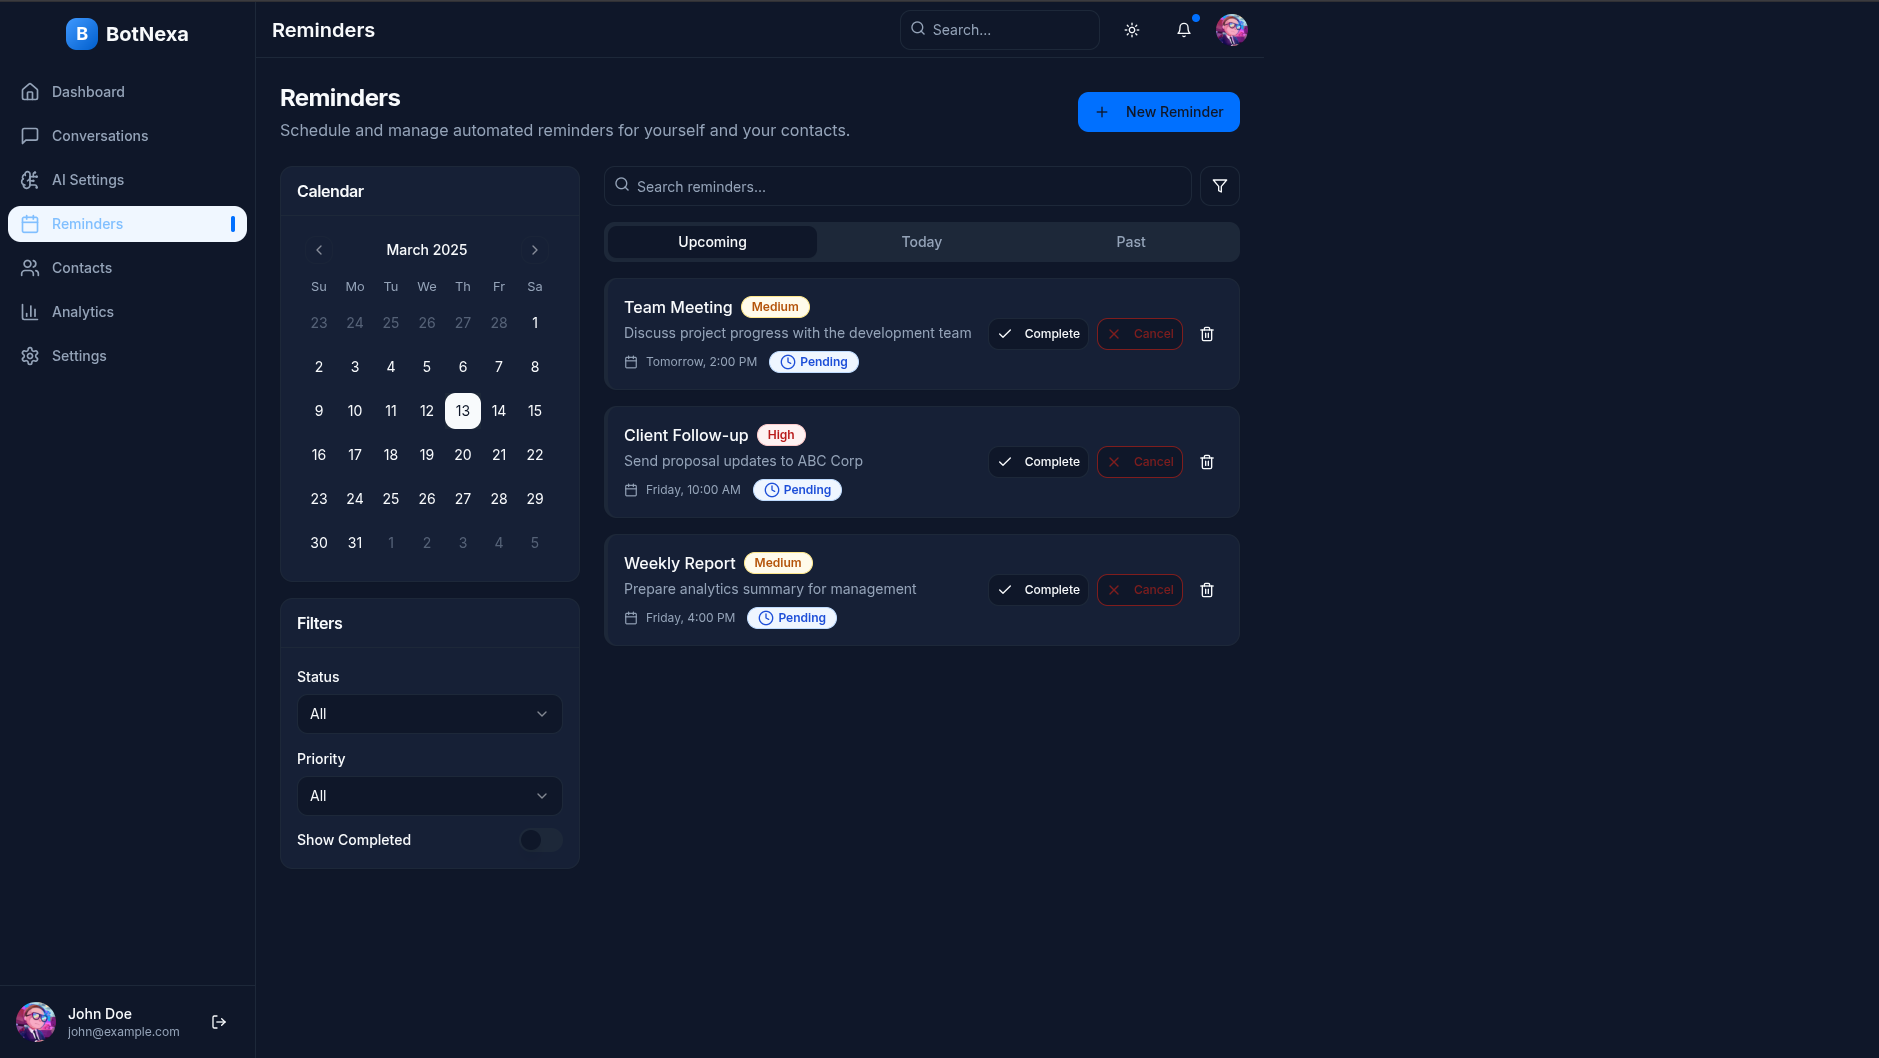 B BotNexa
Dashboard
Conversations
AI Settings
Reminders
Contacts
Analytics
Settings
John Doe
john@example.com
Reminders
Search...
Reminders
Schedule and manage automated reminders for yourself and your contacts.
New Reminder
Calendar
March 2025
Su Mo Tu We Th Fr Sa
23 24 25 26 27 28 1
2 3 4 5 6 7 8
9 10 11 12 13 14 15
16 17 18 19 20 21 22
23 24 25 26 27 28 29
30 31 1 2 3 4 5
Filters
Status
All
Priority
All
Show Completed
Search reminders...
Upcoming Today Past
Team Meeting Medium
Discuss project progress with the development team
Tomorrow, 2:00 PM Pending
Complete Cancel
Client Follow-up High
Send proposal updates to ABC Corp
Friday, 10:00 AM Pending
Complete Cancel
Weekly Report Medium
Prepare analytics summary for management
Friday, 4:00 PM Pending
Complete Cancel